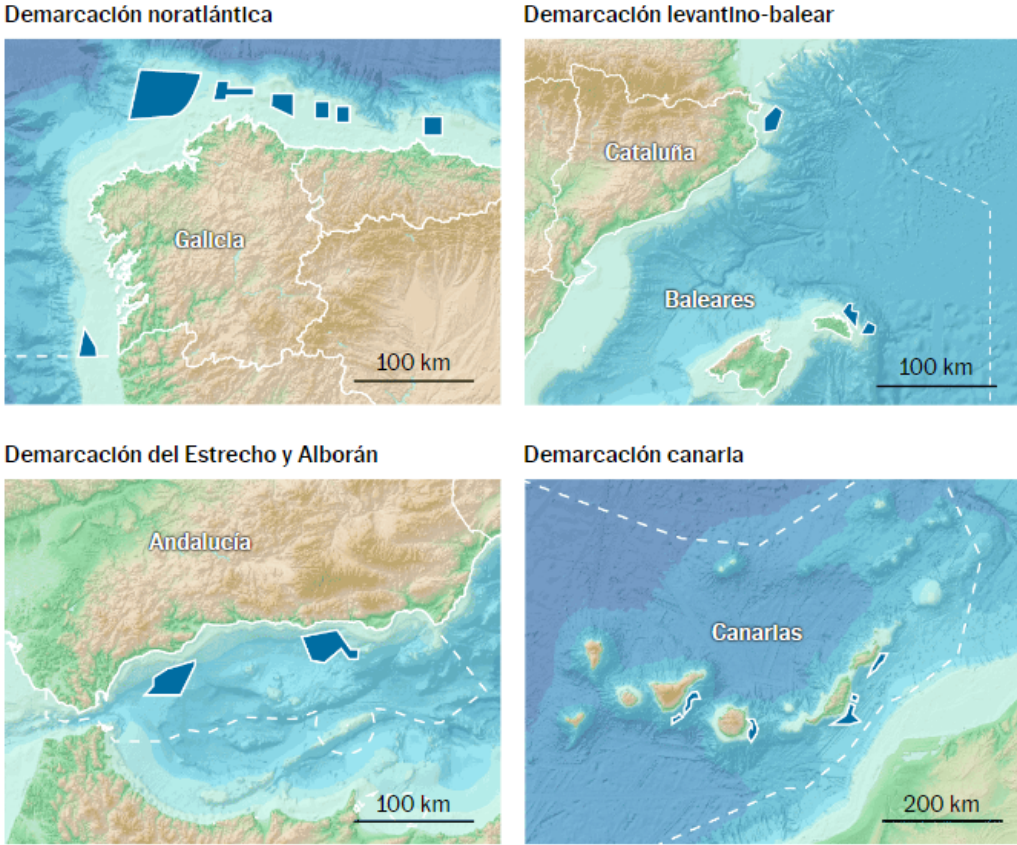 Demarcación noratlántica
Galicia
100 km
Demarcación levantino-balear
Cataluña
Baleares
100 km
Demarcación del Estrecho y Alborán
Andalucía
100 km
Demarcación canaria
Canarias
200 km